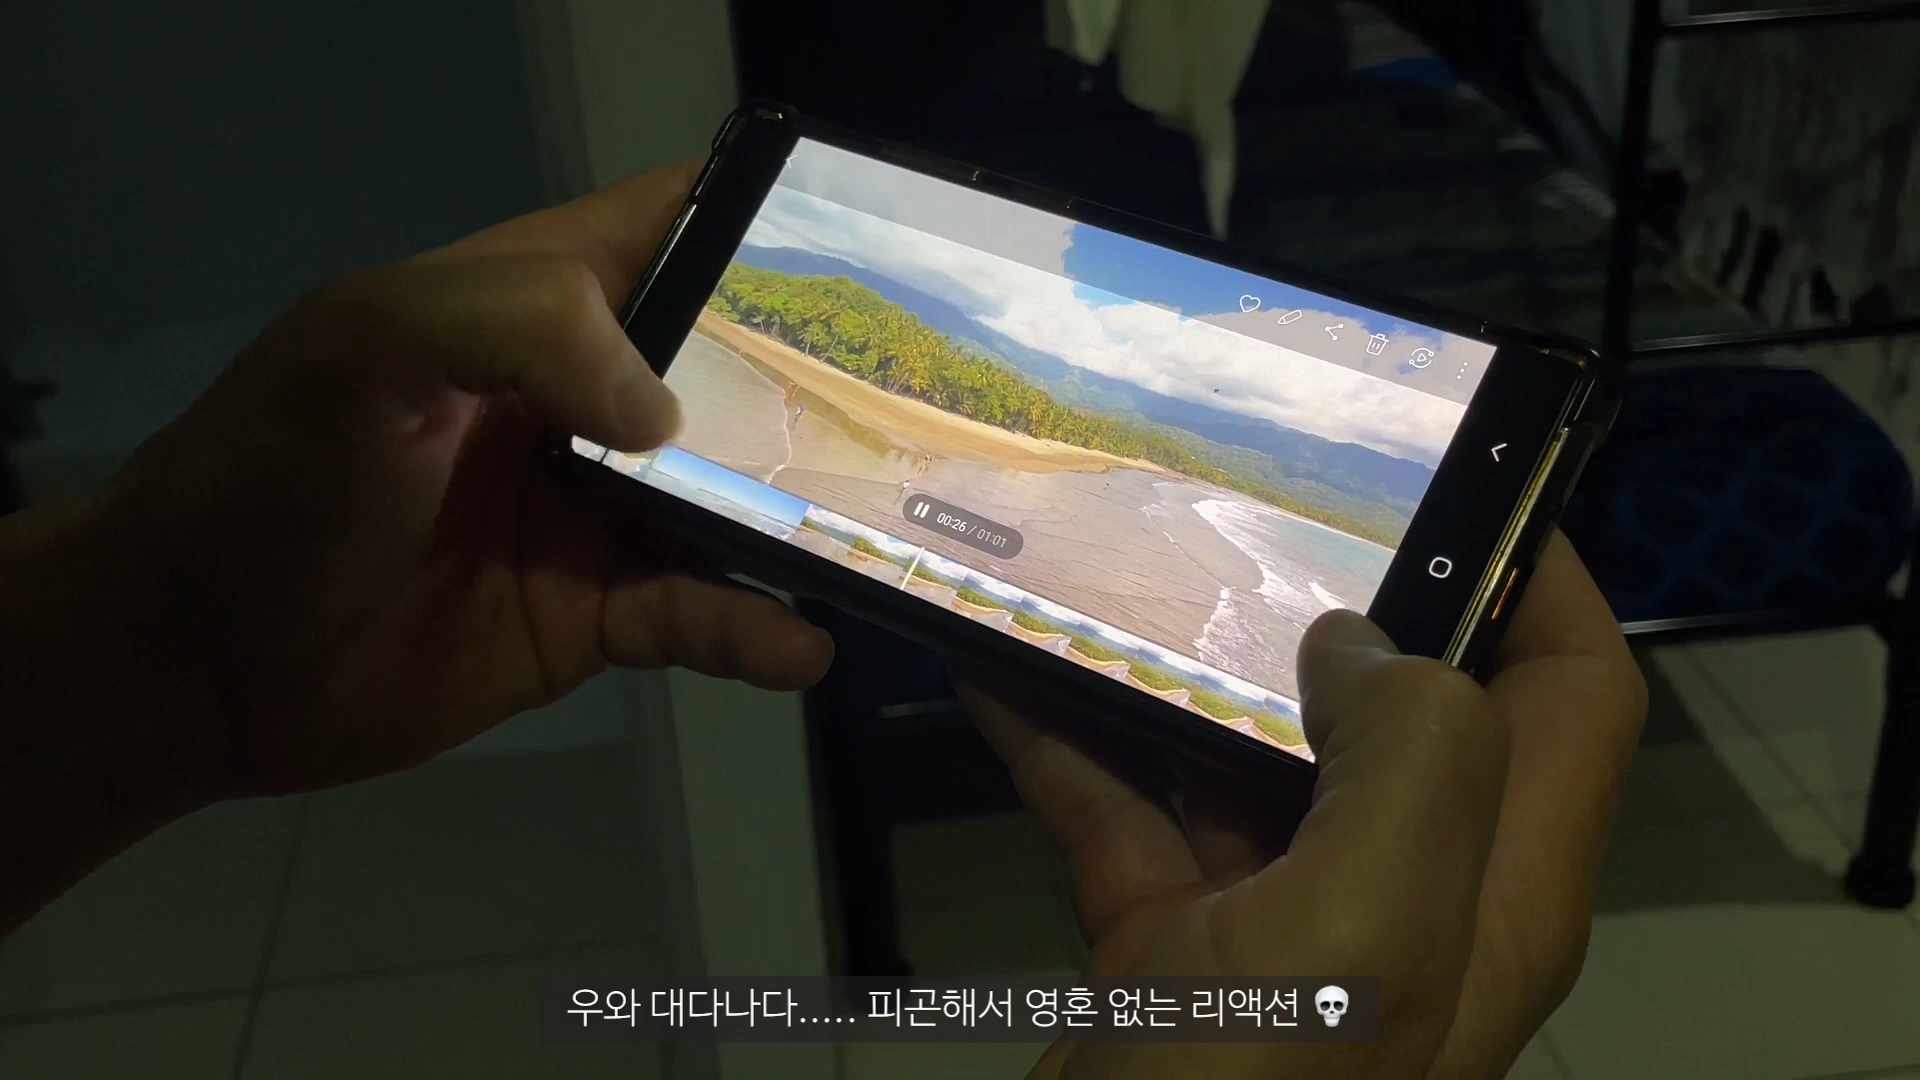 00:26 / 01:01
우와 대다나다..... 피곤해서 영혼 없는 리액션 💀